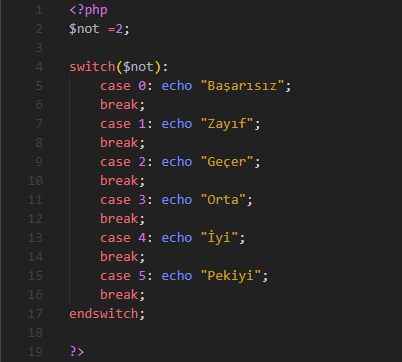 1 <?php
2 $not =2;
3
4 switch($not):
5 case 0: echo "Başarısız";
6 break;
7 case 1: echo "Zayıf";
8 break;
9 case 2: echo "Geçer";
10 break;
11 case 3: echo "Orta";
12 break;
13 case 4: echo "İyi";
14 break;
15 case 5: echo "Pekiyi";
16 break;
17 endswitch;
18
19 ?>